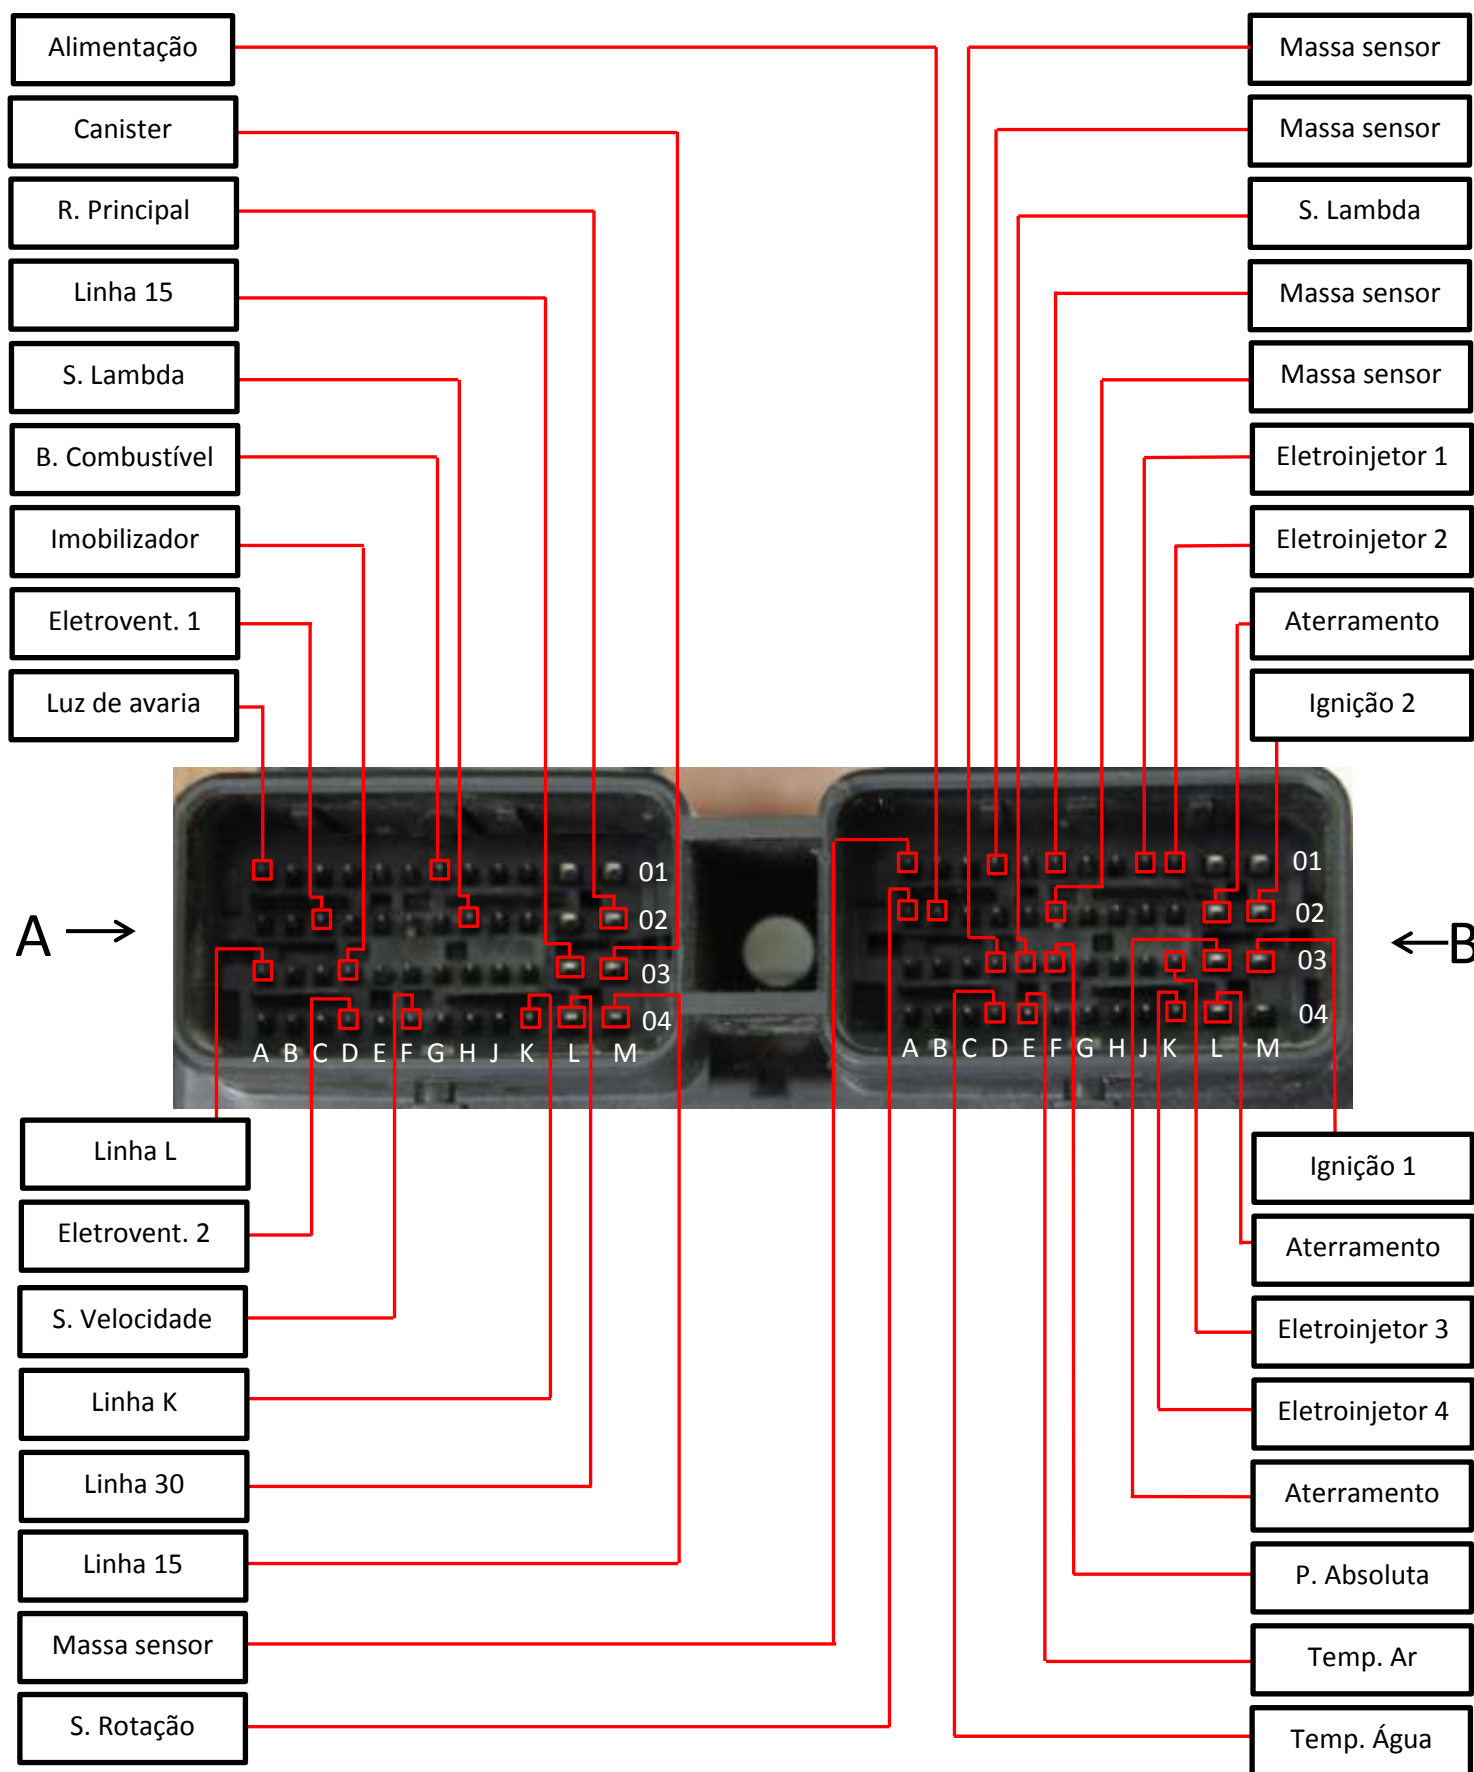 Alimentação
Canister
R. Principal
Linha 15
S. Lambda
B. Combustível
Imobilizador
Eletrovent. 1
Luz de avaria
Massa sensor
Massa sensor
S. Lambda
Massa sensor
Massa sensor
Eletroinjetor 1
Eletroinjetor 2
Aterramento
Ignição 2
A
01
02
03
04
A B C D E F G H J K L M
01
02
03
04
A B C D E F G H J K L M
B
Linha L
Eletrovent. 2
S. Velocidade
Linha K
Linha 30
Linha 15
Massa sensor
S. Rotação
Ignição 1
Aterramento
Eletroinjetor 3
Eletroinjetor 4
Aterramento
P. Absoluta
Temp. Ar
Temp. Água